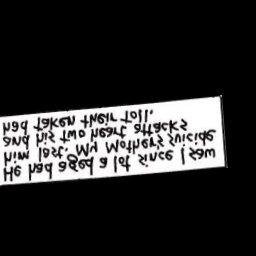 He had aged a lot since I saw
him last. My Mother's suicide
and his two heart attacks
had taken their toll.